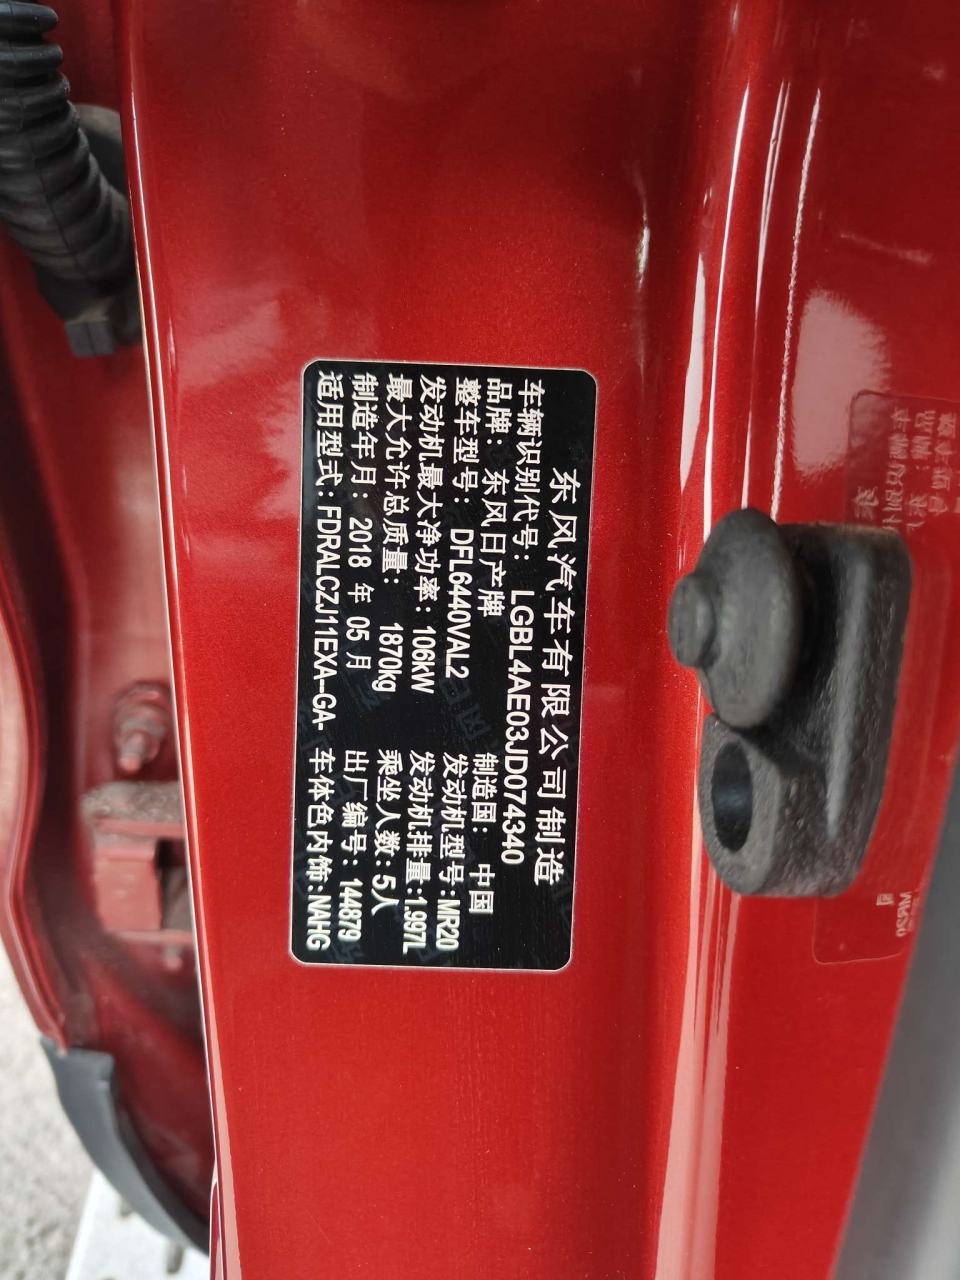 东风汽车有限公司制造
车辆识别代号： LGBL4AE03JD074340
品牌： 东风日产牌 制造国： 中国
整车型号： DFL6440VAL2 发动机型号：MR20
发动机最大净功率：106kW 发动机排量：1.997L
最大允许总质量： 1870kg 乘坐人数：5人
制造年月：2018 年 05 月 出厂编号：144879
适用型式：FDRALCZJ11EXA--GA- 车体色内饰：NAHG